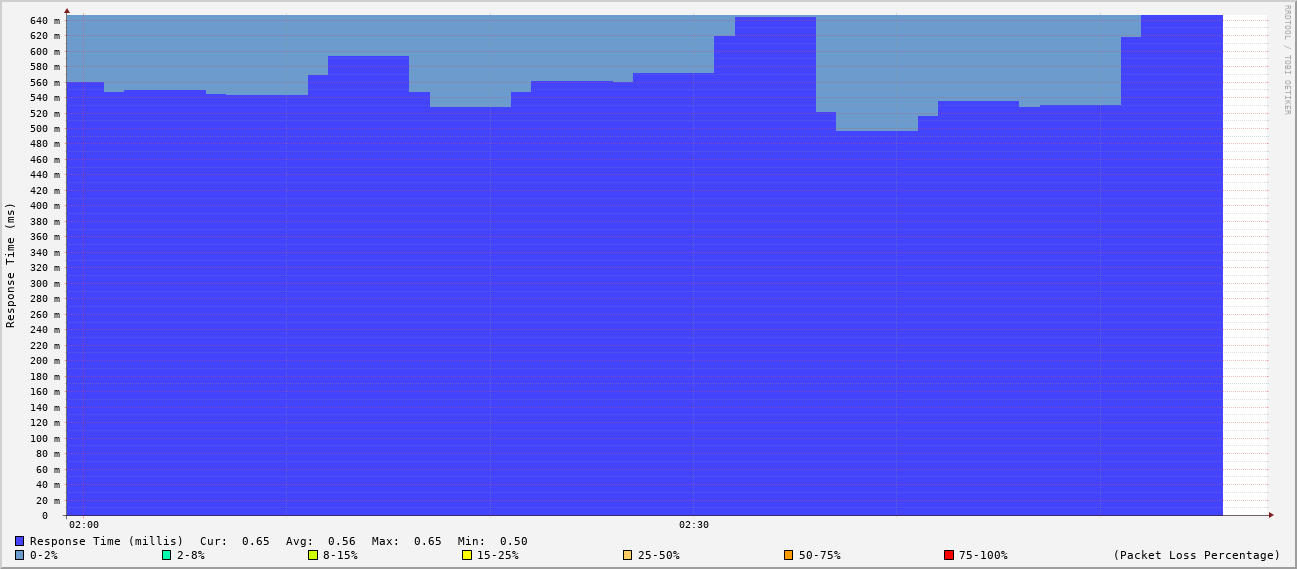 RRDTOOL / TOBI OETIKER
Response Time (ms)
640 m
620 m
600 m
580 m
560 m
540 m
520 m
500 m
480 m
460 m
440 m
420 m
400 m
380 m
360 m
340 m
320 m
300 m
280 m
260 m
240 m
220 m
200 m
180 m
160 m
140 m
120 m
100 m
80 m
60 m
40 m
20 m
0
02:00 02:30
Response Time (millis) Cur: 0.65 Avg: 0.56 Max: 0.65 Min: 0.50
0-2% 2-8% 8-15% 15-25% 25-50% 50-75% 75-100% (Packet Loss Percentage)